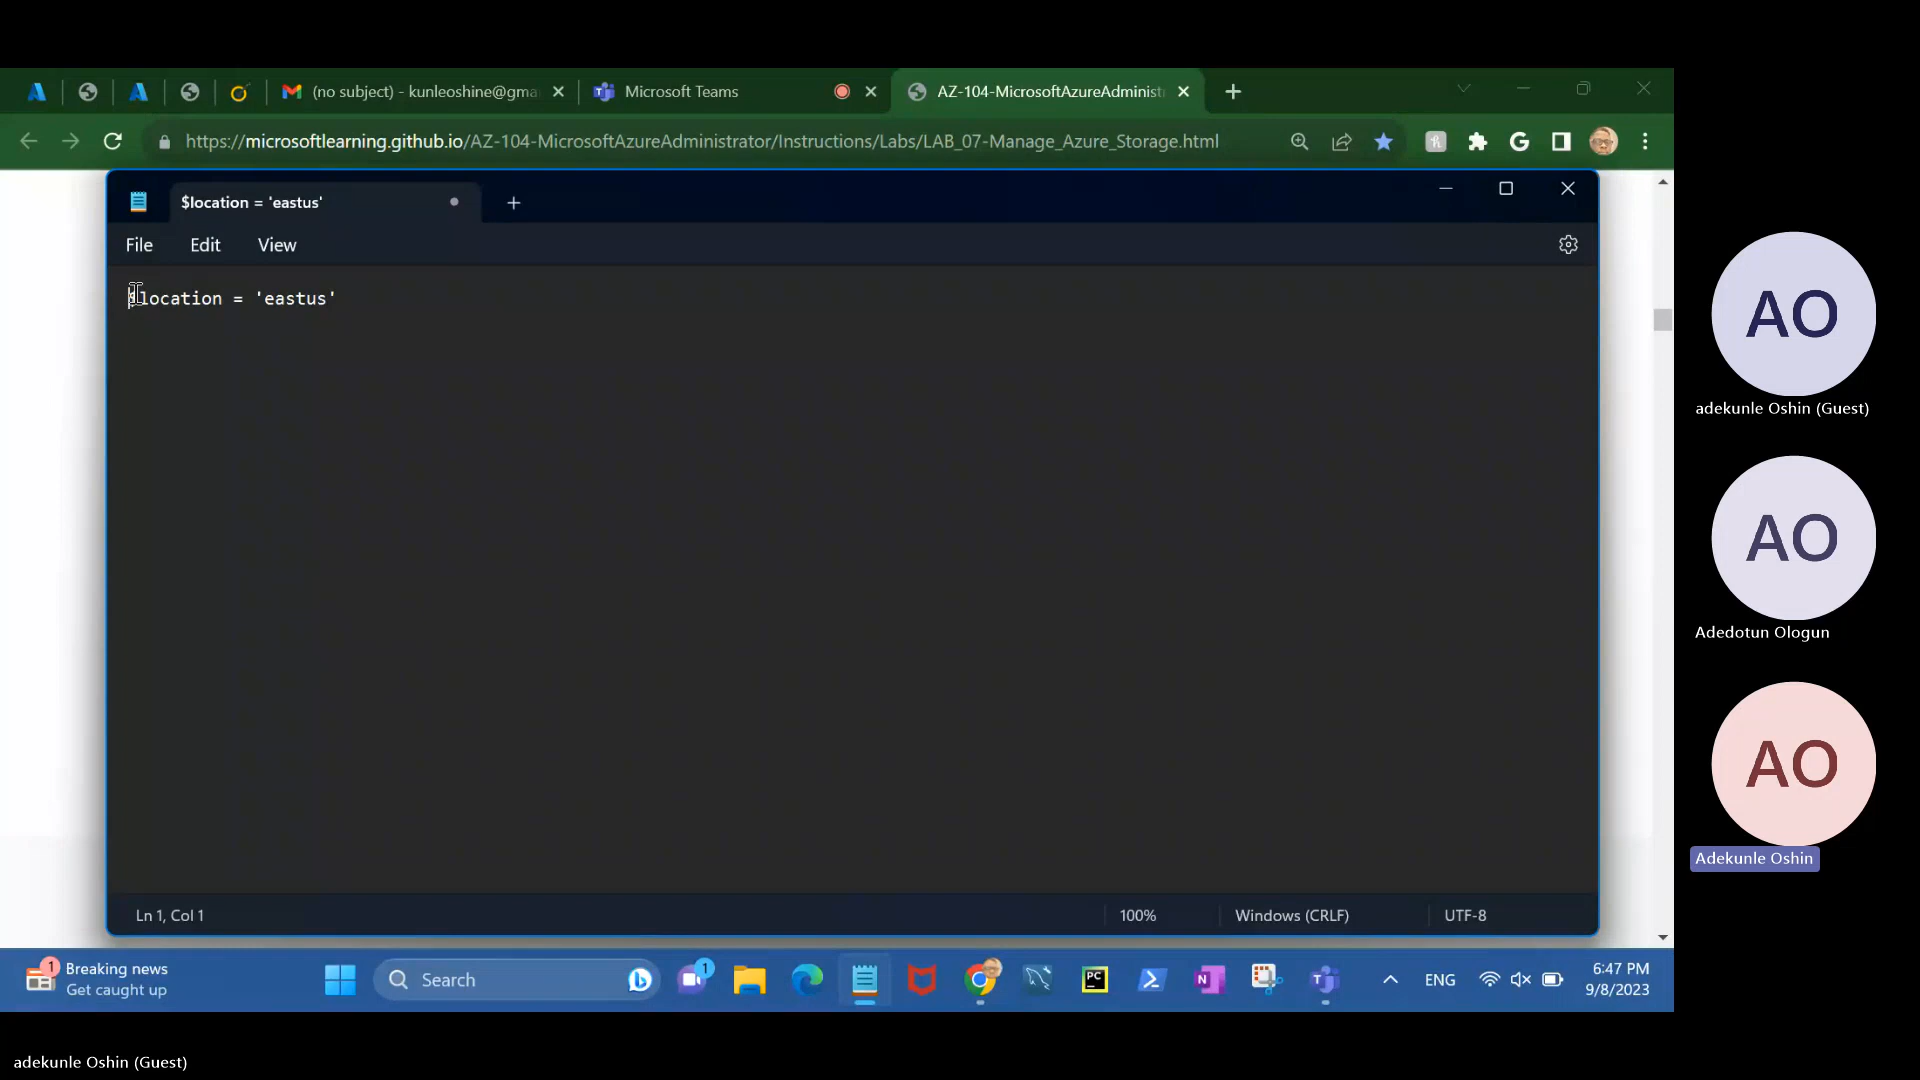 (no subject) - kunleoshine@gma
Microsoft Teams
AZ-104-MicrosoftAzureAdminist
https://microsoftlearning.github.io/AZ-104-MicrosoftAzureAdministrator/Instructions/Labs/LAB_07-Manage_Azure_Storage.html
$location = 'eastus'
File Edit View
$location = 'eastus'
Ln 1, Col 1
100%
Windows (CRLF)
UTF-8
AO
adekunle Oshin (Guest)
AO
Adedotun Ologun
AO
Adekunle Oshin
1
Breaking news
Get caught up
Search
1
PC
N
ENG
6:47 PM
9/8/2023
adekunle Oshin (Guest)